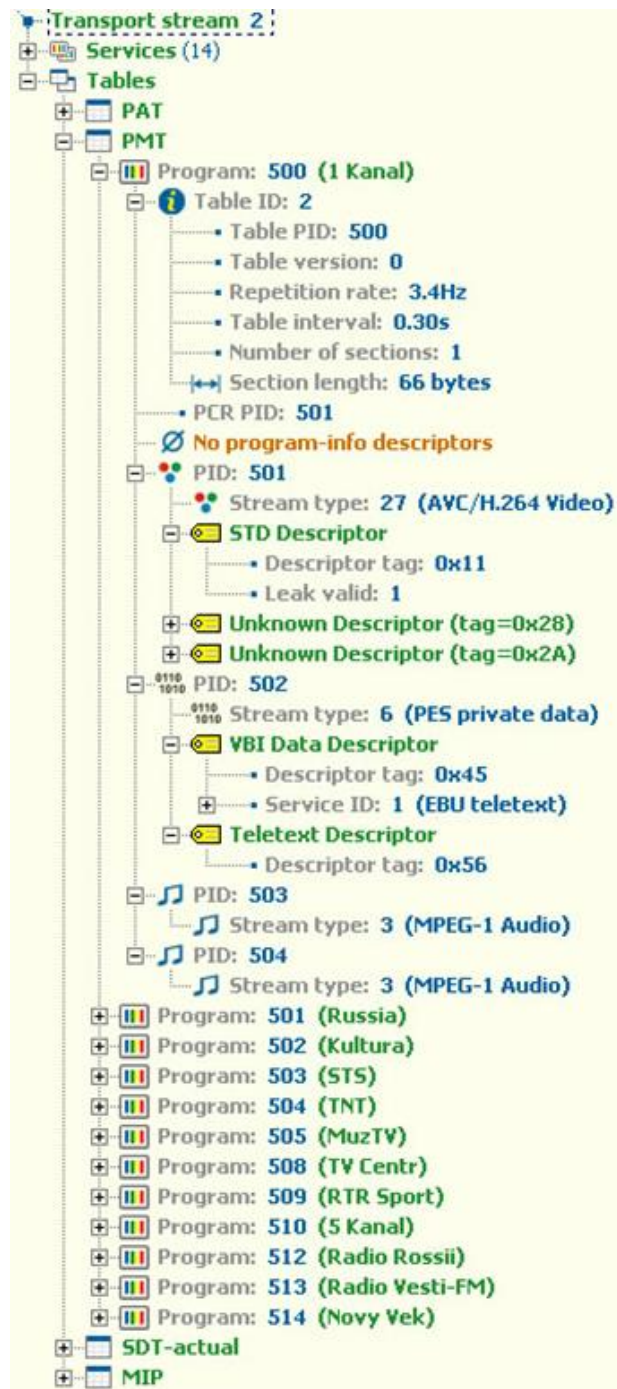 Transport stream 2
Services (14)
Tables
PAT
PMT
Program: 500 (1 Kanal)
Table ID: 2
Table PID: 500
Table version: 0
Repetition rate: 3.4Hz
Table interval: 0.30s
Number of sections: 1
Section length: 66 bytes
PCR PID: 501
No program-info descriptors
PID: 501
Stream type: 27 (AVC/H.264 Video)
STD Descriptor
Descriptor tag: 0x11
Leak valid: 1
Unknown Descriptor (tag=0x28)
Unknown Descriptor (tag=0x2A)
0110 1010 PID: 502
0110 1010 Stream type: 6 (PES private data)
VBI Data Descriptor
Descriptor tag: 0x45
Service ID: 1 (EBU teletext)
Teletext Descriptor
Descriptor tag: 0x56
PID: 503
Stream type: 3 (MPEG-1 Audio)
PID: 504
Stream type: 3 (MPEG-1 Audio)
Program: 501 (Russia)
Program: 502 (Kultura)
Program: 503 (STS)
Program: 504 (TNT)
Program: 505 (MuzTV)
Program: 508 (TV Centr)
Program: 509 (RTR Sport)
Program: 510 (5 Kanal)
Program: 512 (Radio Rossii)
Program: 513 (Radio Vesti-FM)
Program: 514 (Novy Vek)
SDT-actual
MIP